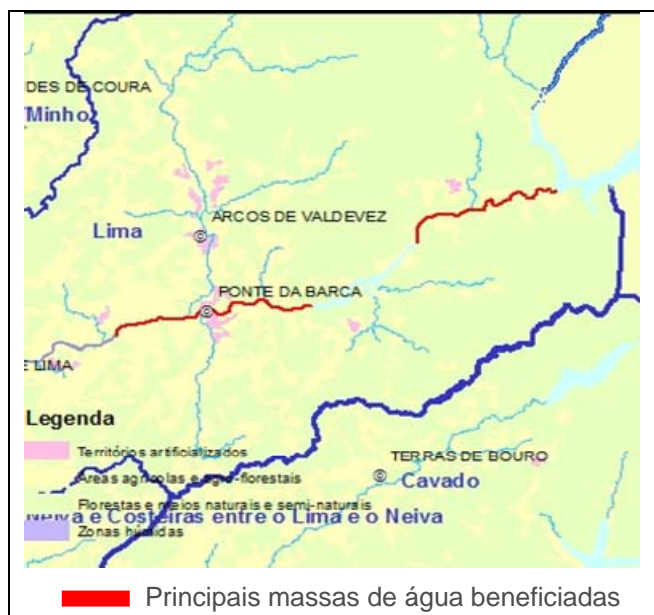 DES DE COURA
Minho
ARCOS DE VALDEVEZ
Lima
PONTE DA BARCA
E LIMA
Legenda
Territórios artificializados
TERRAS DE BOURO
Áreas agrícolas e agro-florestais
Cavado
Florestas e meios naturais e semi-naturais
Neiva e Costeiras entre o Lima e o Neiva
Zonas húmidas
Principais massas de água beneficiadas